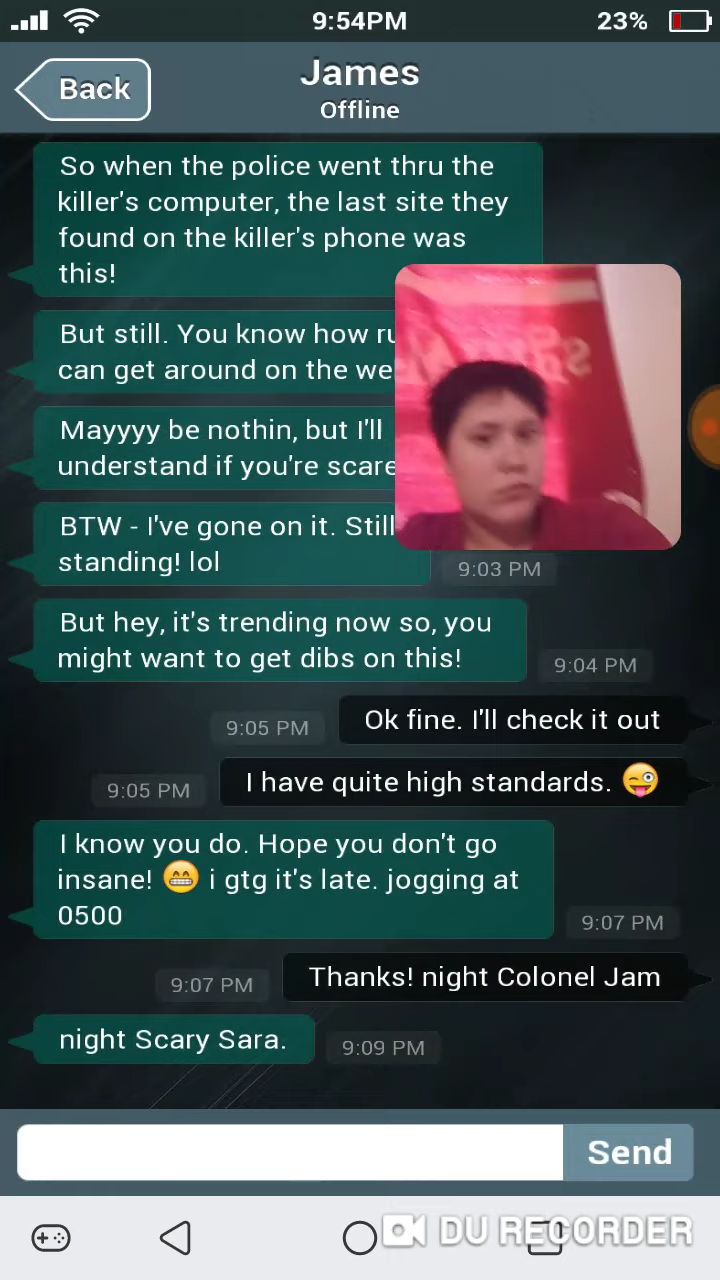 9:54PM
23%
Back
James
Offline
So when the police went thru the
killer's computer, the last site they
found on the killer's phone was
this!
But still. You know how
can get around on the
Mayyyy be nothin, but I'll
understand if you're
BTW - I've gone on it. Still
standing! lol
9:03 PM
But hey, it's trending now so, you
might want to get dibs on this!
9:04 PM
9:05 PM
Ok fine. I'll check it out
9:05 PM
I have quite high standards. 😜
I know you do. Hope you don't go
insane! 😁 i gtg it's late. jogging at
0500
9:07 PM
9:07 PM
Thanks! night Colonel Jam
night Scary Sara.
9:09 PM
Send
DU RECORDER